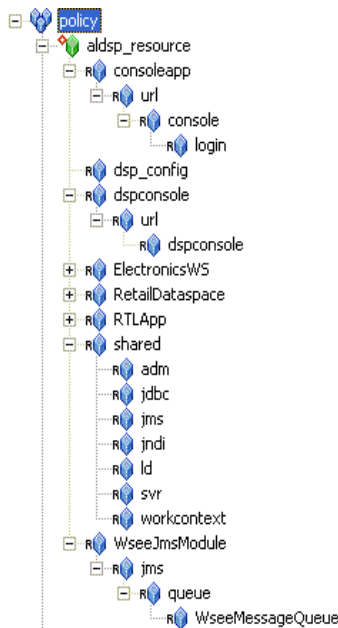 policy
aldsp_resource
R consoleapp
R url
R console
R login
R dsp_config
R dspconsole
R url
R dspconsole
R ElectronicsWS
R RetailDataspace
R RTLApp
R shared
R adm
R jdbc
R jms
R jndi
R ld
R svr
R workcontext
R WseeJmsModule
R jms
R queue
R WseeMessageQueue